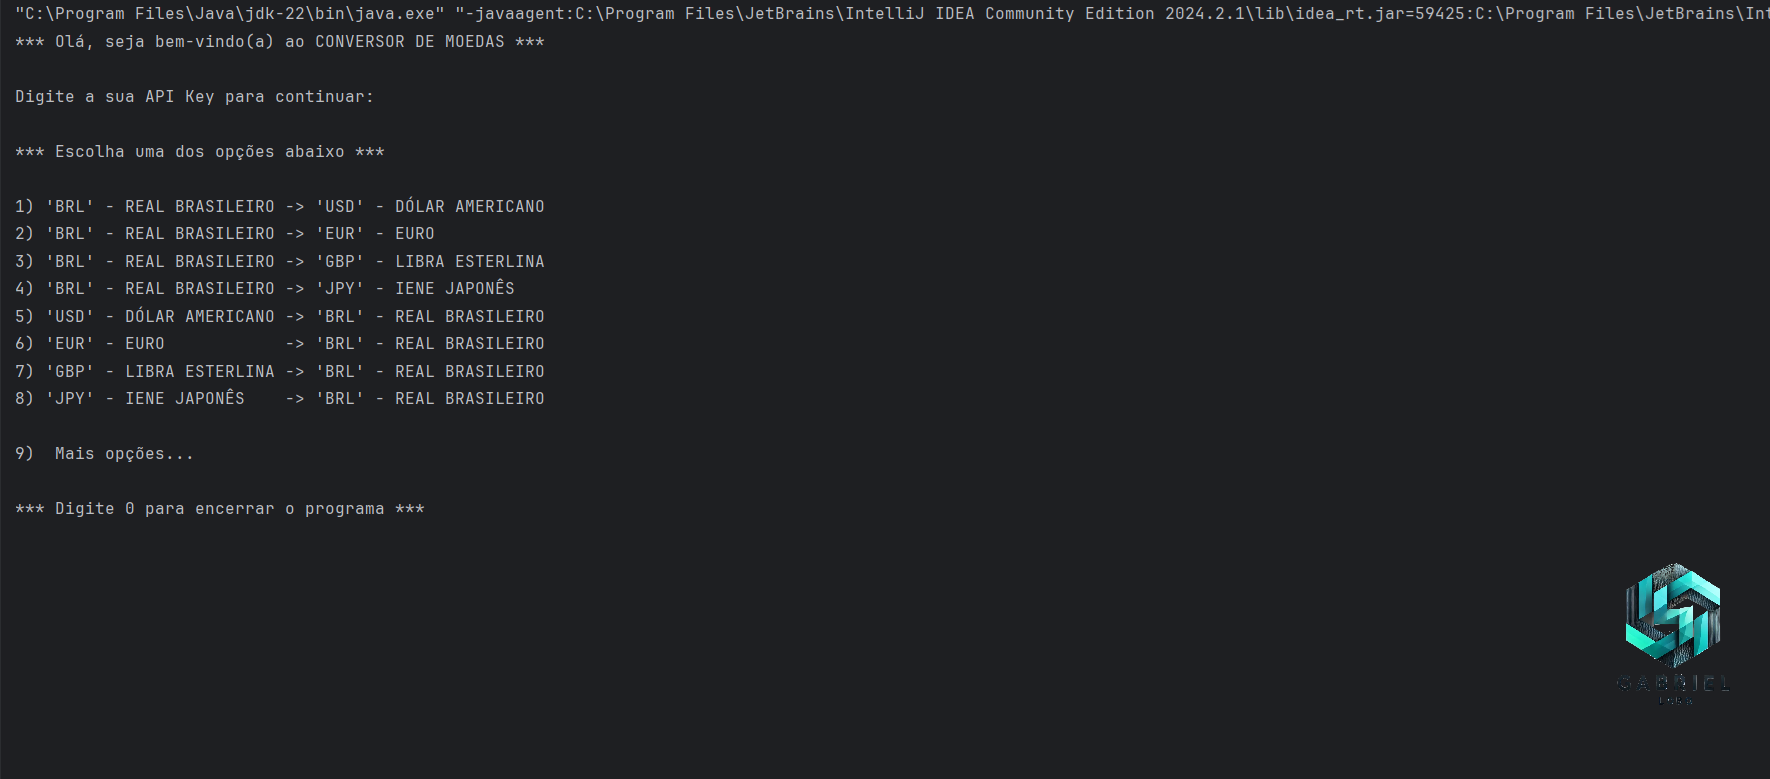 "C:\Program Files\Java\jdk-22\bin\java.exe" "-javaagent:C:\Program Files\JetBrains\IntelliJ IDEA Community Edition 2024.2.1\lib\idea_rt.jar=59425:C:\Program Files\JetBrains\Int
*** Olá, seja bem-vindo(a) ao CONVERSOR DE MOEDAS ***
Digite a sua API Key para continuar:
*** Escolha uma dos opções abaixo ***
1) 'BRL' - REAL BRASILEIRO -> 'USD' - DÓLAR AMERICANO
2) 'BRL' - REAL BRASILEIRO -> 'EUR' - EURO
3) 'BRL' - REAL BRASILEIRO -> 'GBP' - LIBRA ESTERLINA
4) 'BRL' - REAL BRASILEIRO -> 'JPY' - IENE JAPONÊS
5) 'USD' - DÓLAR AMERICANO -> 'BRL' - REAL BRASILEIRO
6) 'EUR' - EURO            -> 'BRL' - REAL BRASILEIRO
7) 'GBP' - LIBRA ESTERLINA -> 'BRL' - REAL BRASILEIRO
8) 'JPY' - IENE JAPONÊS    -> 'BRL' - REAL BRASILEIRO
9)  Mais opções...
*** Digite 0 para encerrar o programa ***
GABRIEL